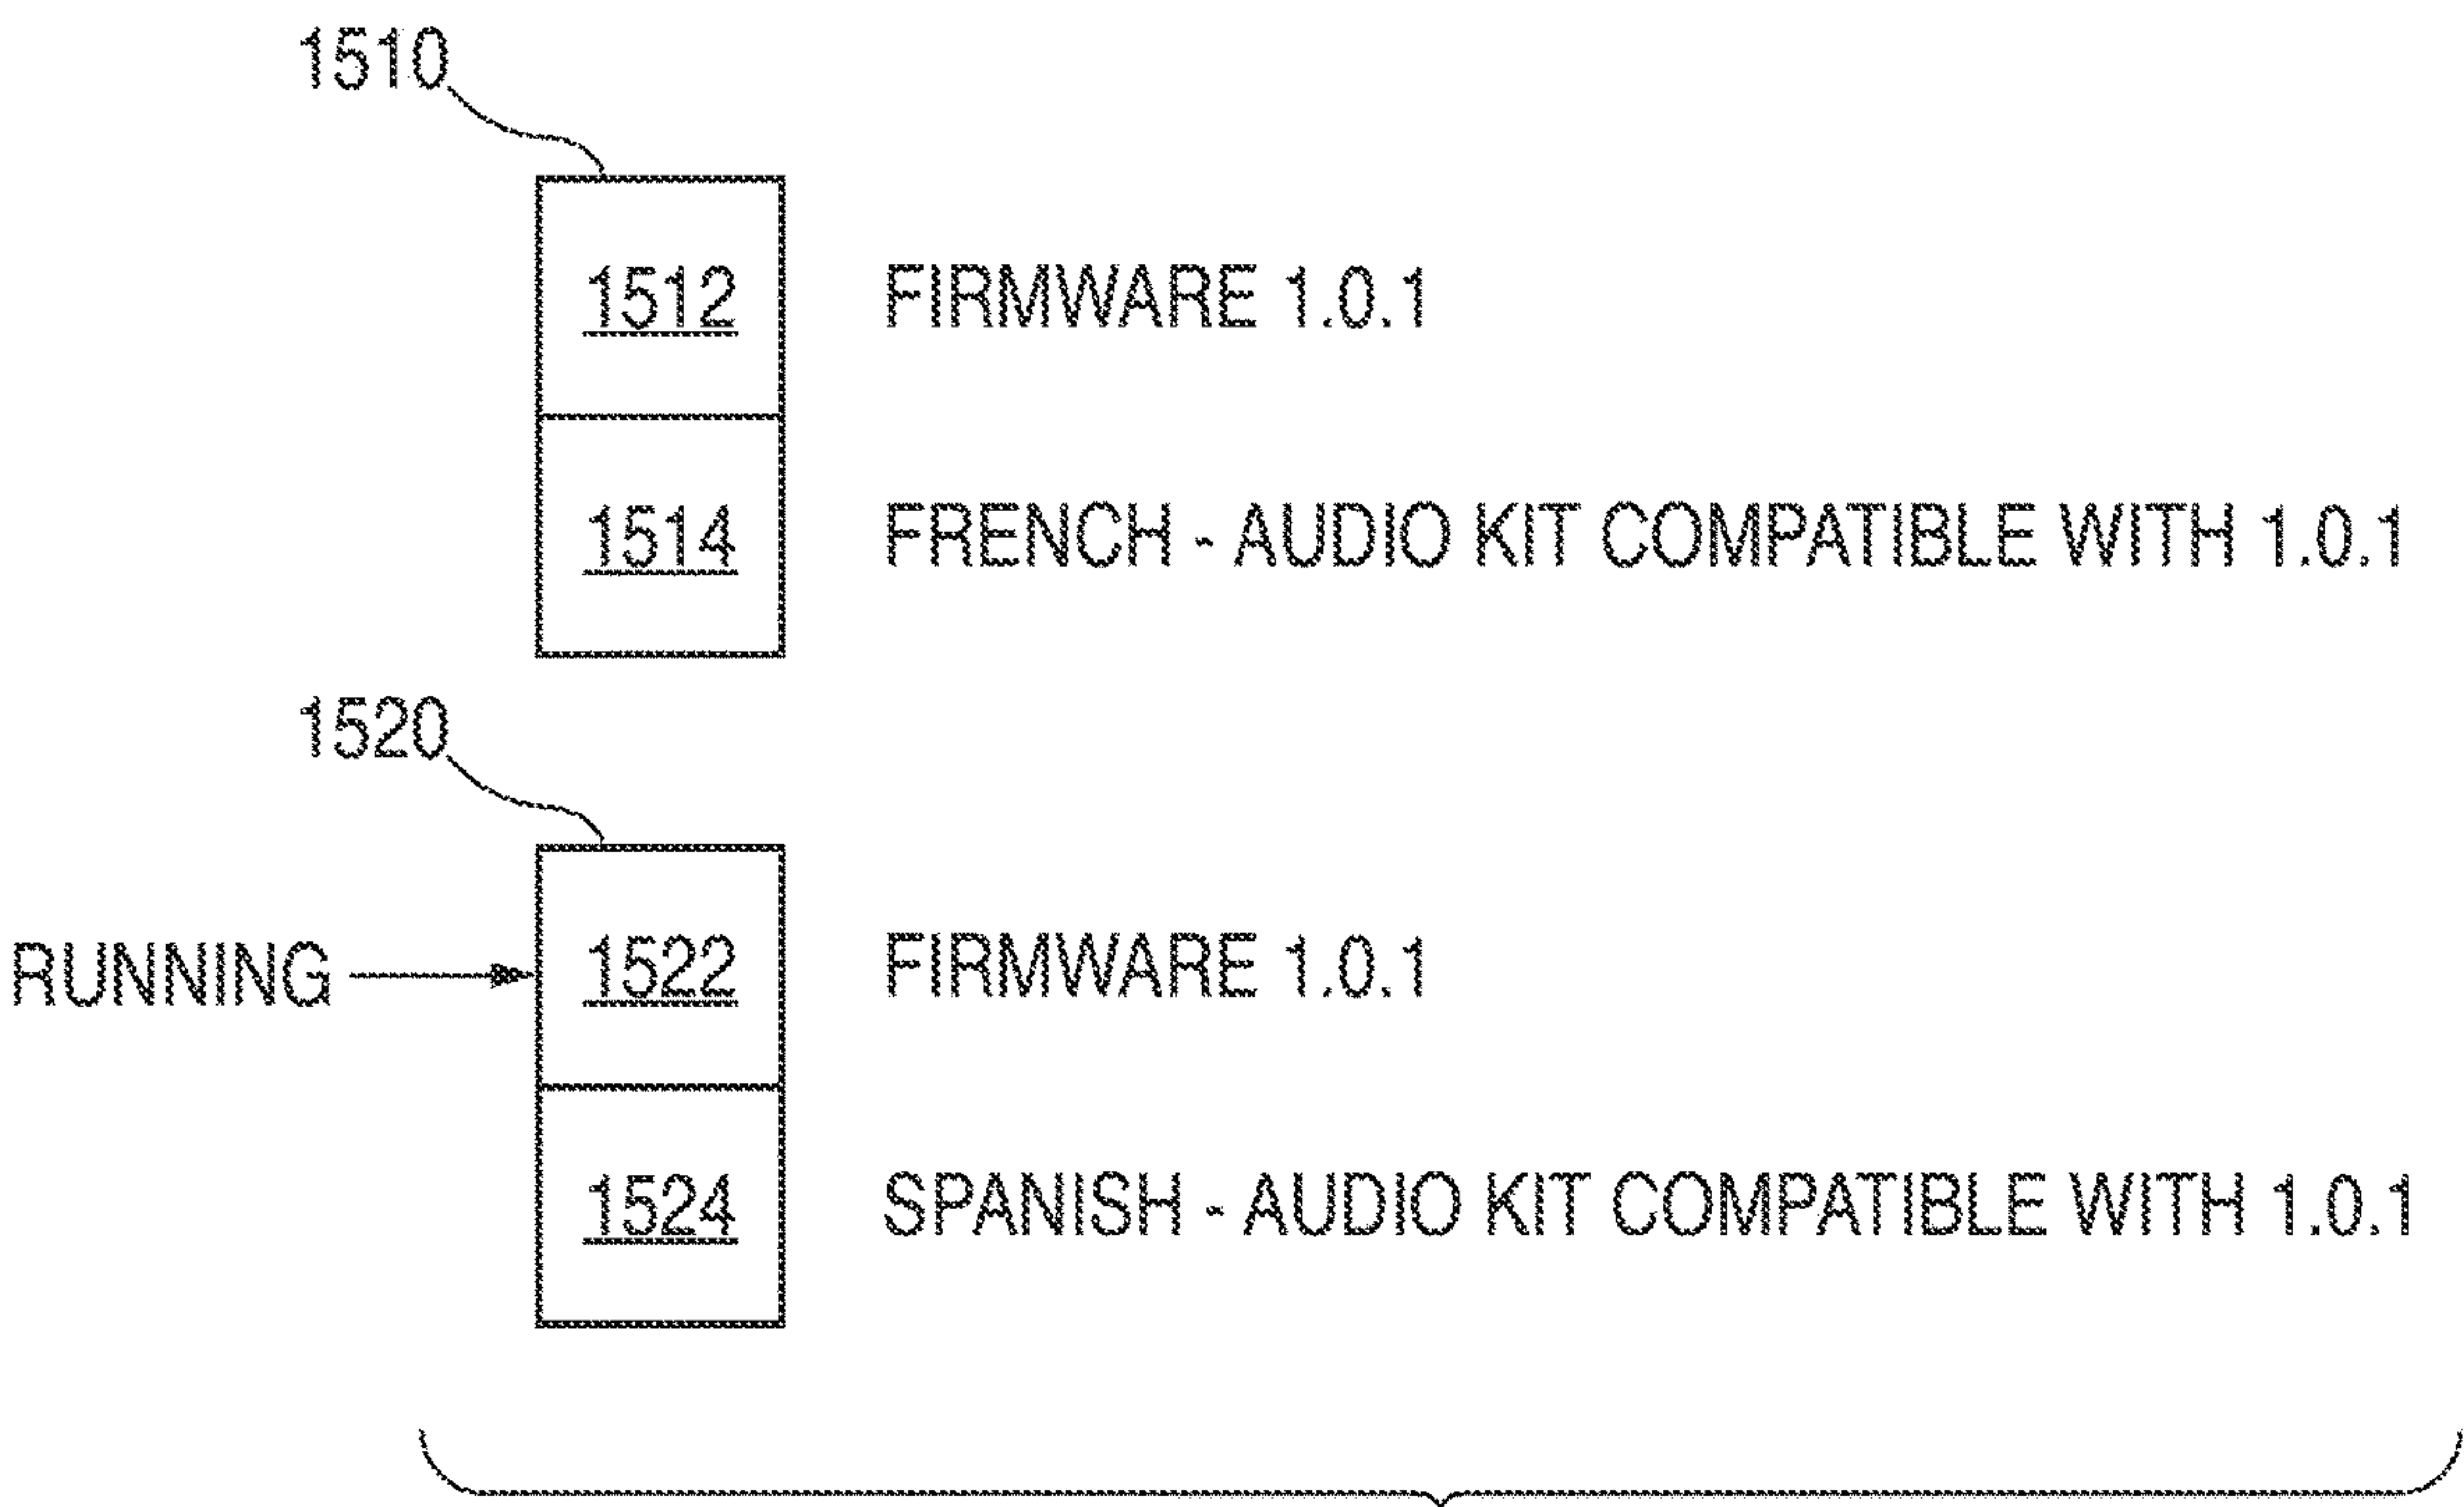 1510
1512 FIRMWARE 1.0.1
1514 FRENCH - AUDIO KIT COMPATIBLE WITH 1.0.1
1520
RUNNING 1522 FIRMWARE 1.0.1
1524 SPANISH - AUDIO KIT COMPATIBLE WITH 1.0.1